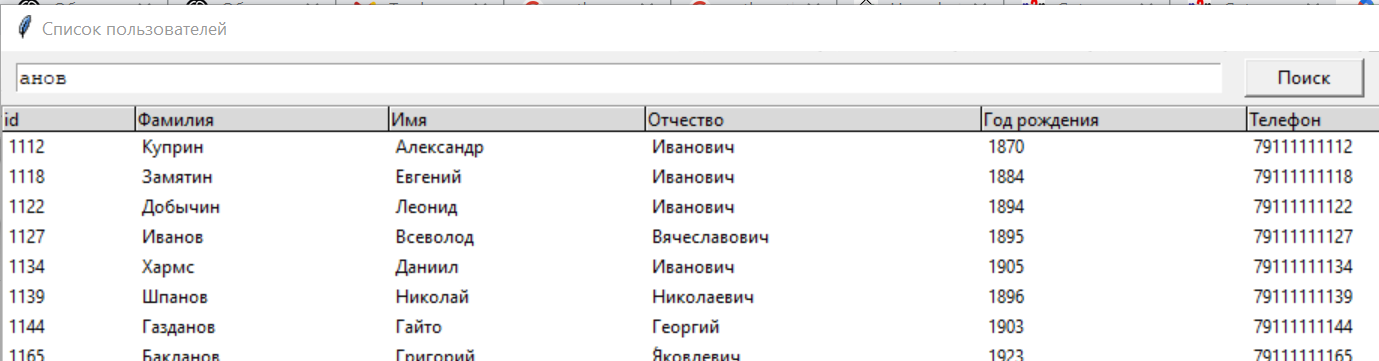 Список пользователей
анов
Поиск
id Фамилия Имя Отчество Год рождения Телефон
1112 Куприн Александр Иванович 1870 79111111112
1118 Замятин Евгений Иванович 1884 79111111118
1122 Добычин Леонид Иванович 1894 79111111122
1127 Иванов Всеволод Вячеславович 1895 79111111127
1134 Хармс Даниил Иванович 1905 79111111134
1139 Шпанов Николай Николаевич 1896 79111111139
1144 Газданов Гайто Георгий 1903 79111111144
1165 Бакланов Григорий Яковлевич 1923 79111111165